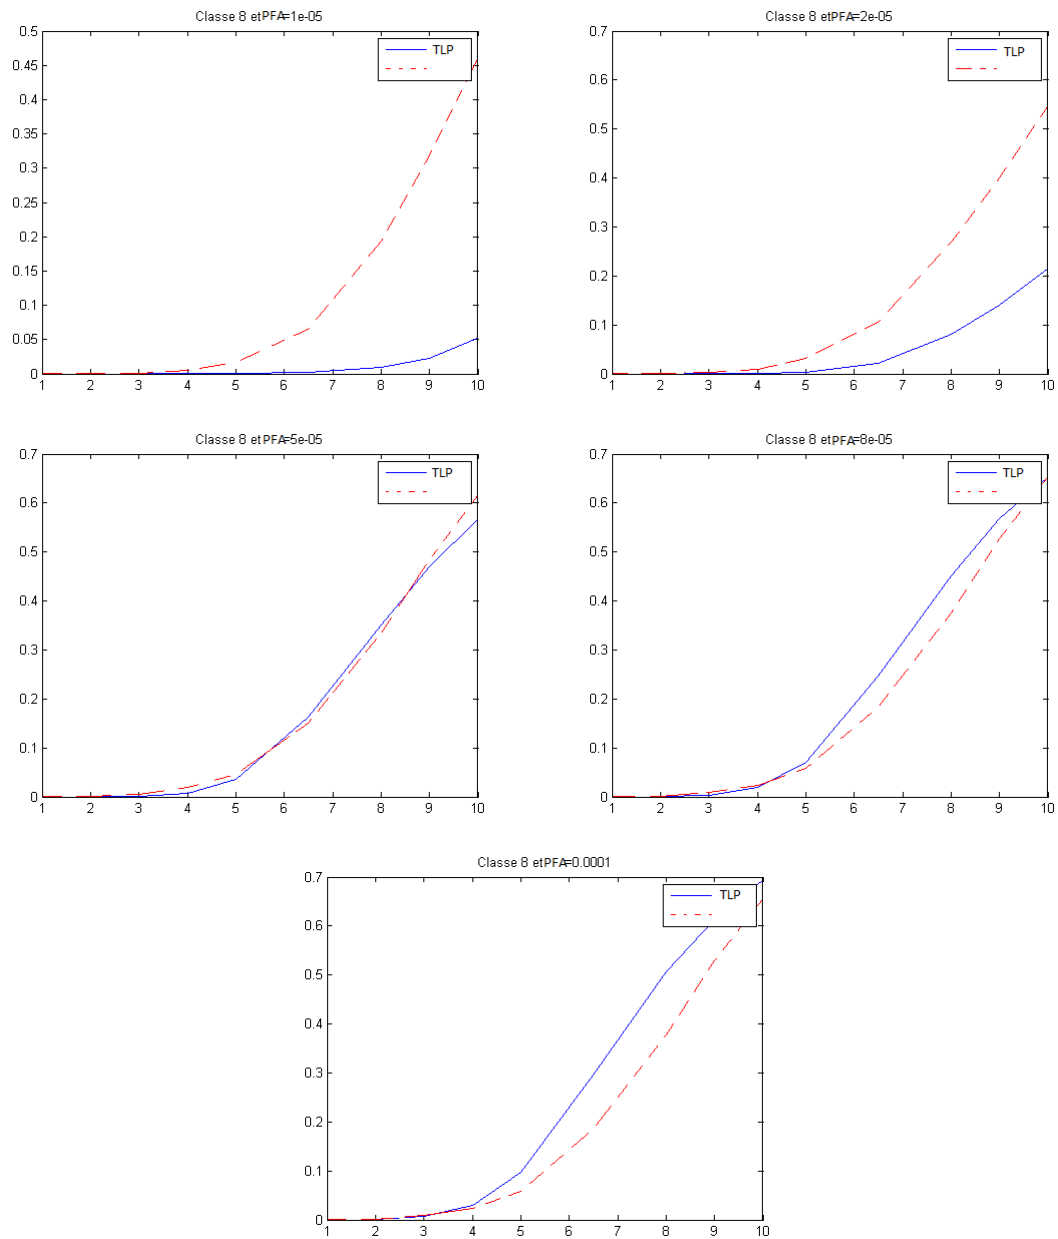 Classe 8 etPFA=1e-05
0.5
0.45
0.4
0.35
0.3
0.25
0.2
0.15
0.1
0.05
0
1 2 3 4 5 6 7 8 9 10
TLP
Classe 8 etPFA=2e-05
0.7
0.6
0.5
0.4
0.3
0.2
0.1
0
1 2 3 4 5 6 7 8 9 10
TLP
Classe 8 etPFA=5e-05
0.7
0.6
0.5
0.4
0.3
0.2
0.1
0
1 2 3 4 5 6 7 8 9 10
TLP
Classe 8 etPFA=8e-05
0.7
0.6
0.5
0.4
0.3
0.2
0.1
0
1 2 3 4 5 6 7 8 9 10
TLP
Classe 8 etPFA=0.0001
0.7
0.6
0.5
0.4
0.3
0.2
0.1
0
1 2 3 4 5 6 7 8 9 10
TLP